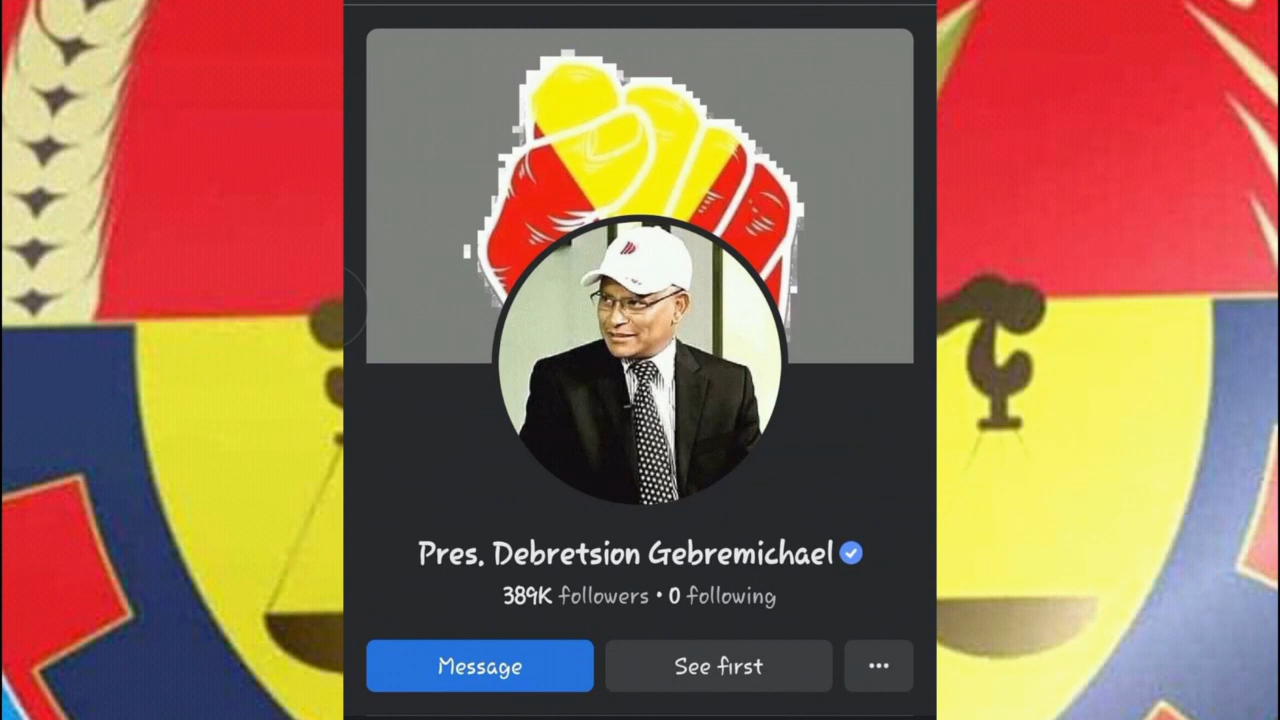 Pres. Debretsion Gebremichael
389K followers • 0 following
Message
See first